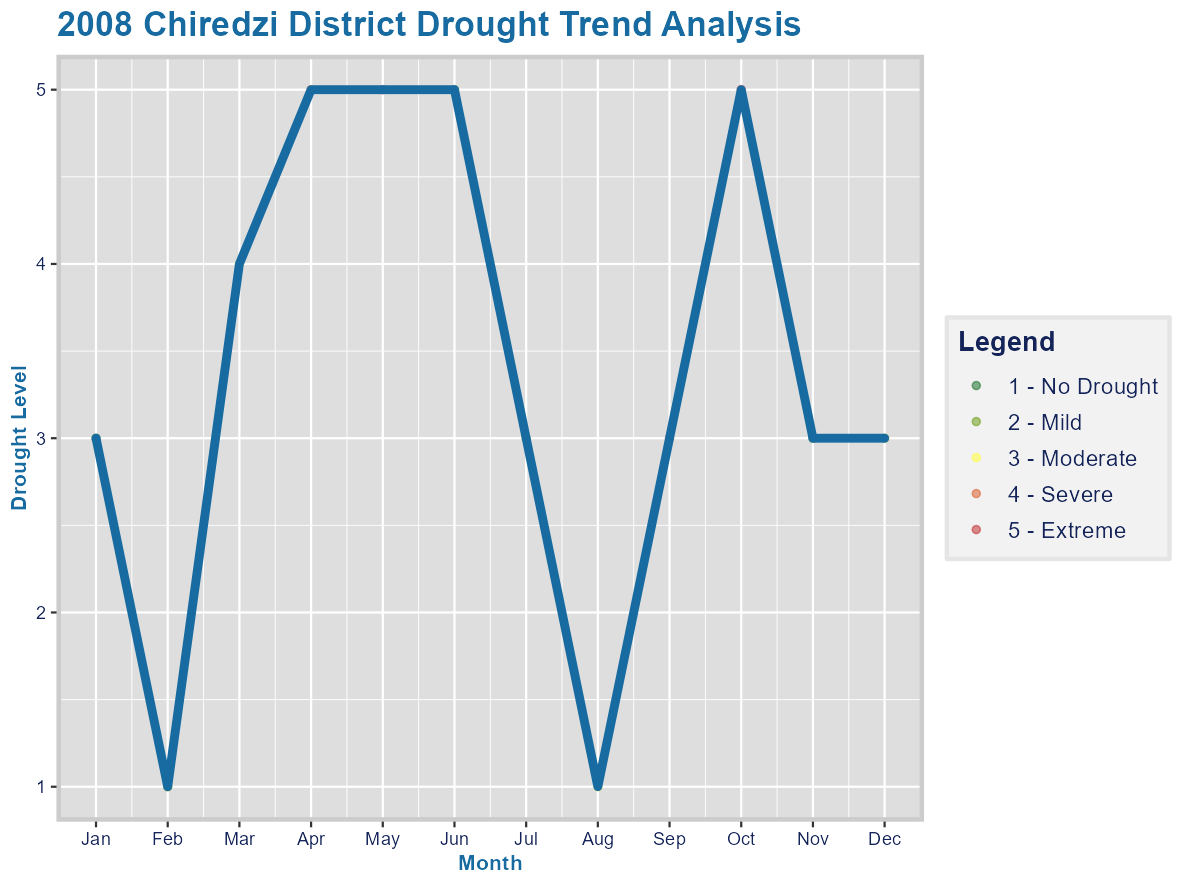 2008 Chiredzi District Drought Trend Analysis
Drought Level
5
4
3
2
1
Jan Feb Mar Apr May Jun Jul Aug Sep Oct Nov Dec
Month
Legend
1 - No Drought
2 - Mild
3 - Moderate
4 - Severe
5 - Extreme